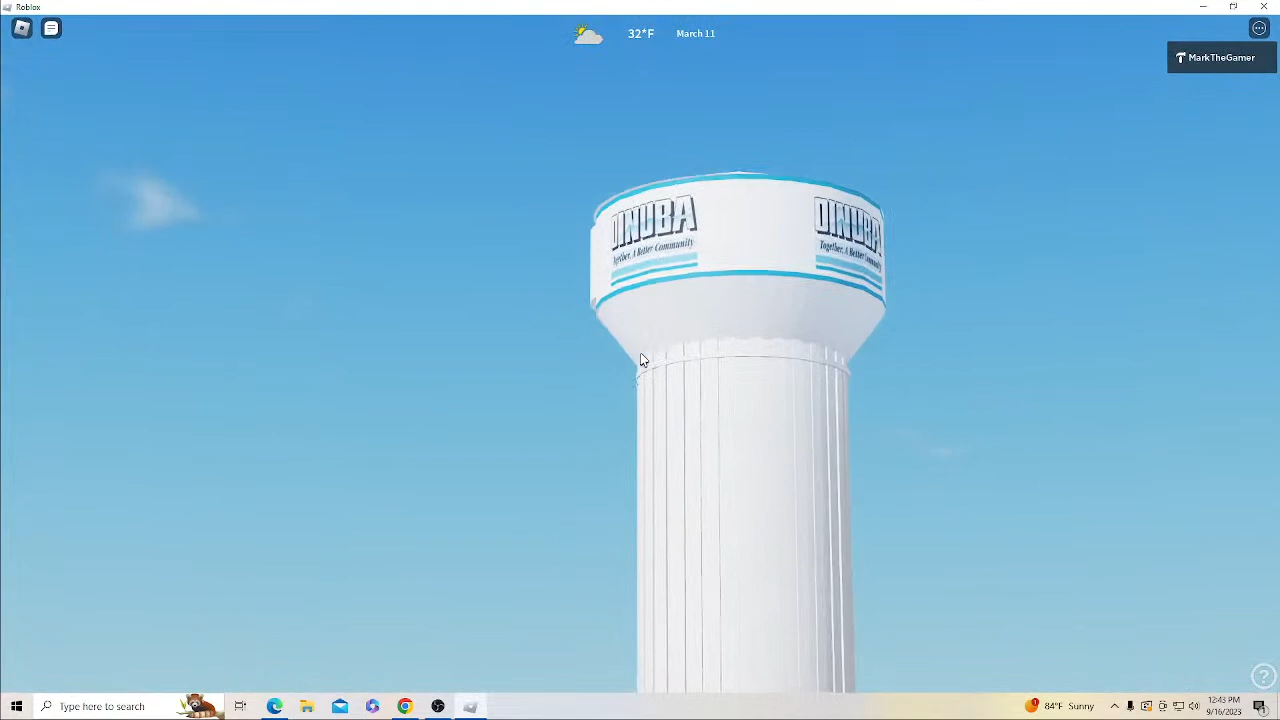 Roblox
32°F March 11
MarkTheGamer
DINUBA
Together, A Better Community
DINUBA
Together, A Better Community
?
Type here to search
84°F Sunny
12:43 PM
9/16/2023